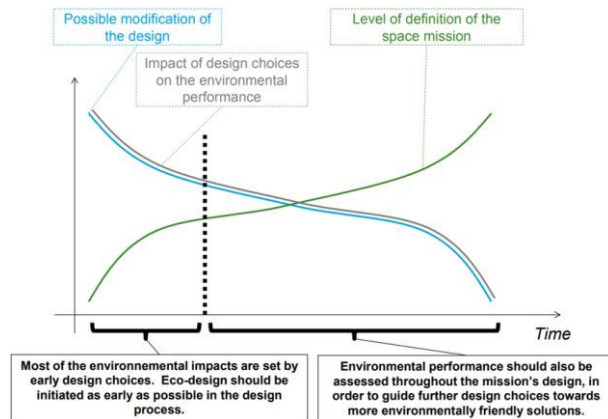 Possible modification of
the design
Level of definition of the
space mission
Impact of design choices
on the environmental
performance
Time
Most of the environnemental impacts are set by
early design choices.  Eco-design should be
initiated as early as possible in the design
process.
Environmental performance should also be
assessed throughout the mission's design, in
order to guide further design choices towards
more environmentally friendly solutions.